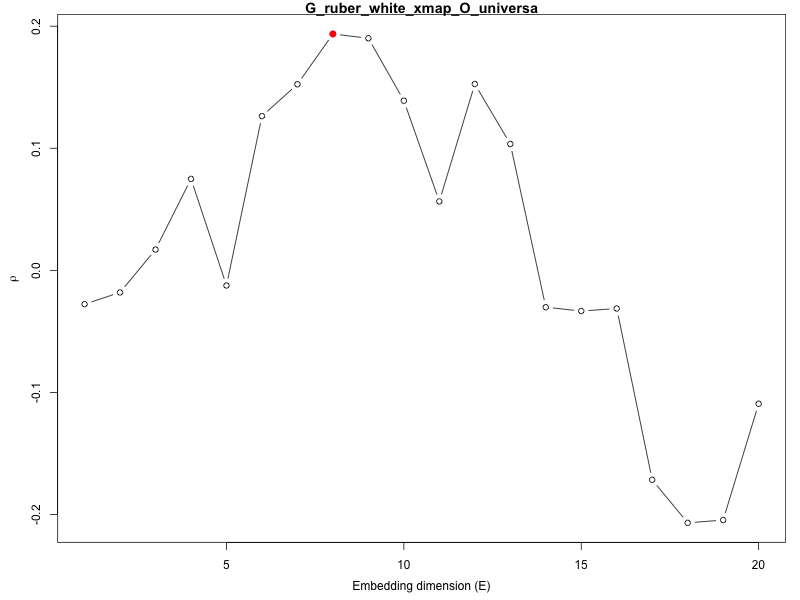 G_ruber_white_xmap_O_universa
0.2
0.1
0.0
-0.1
-0.2
ρ
5 10 15 20
Embedding dimension (E)